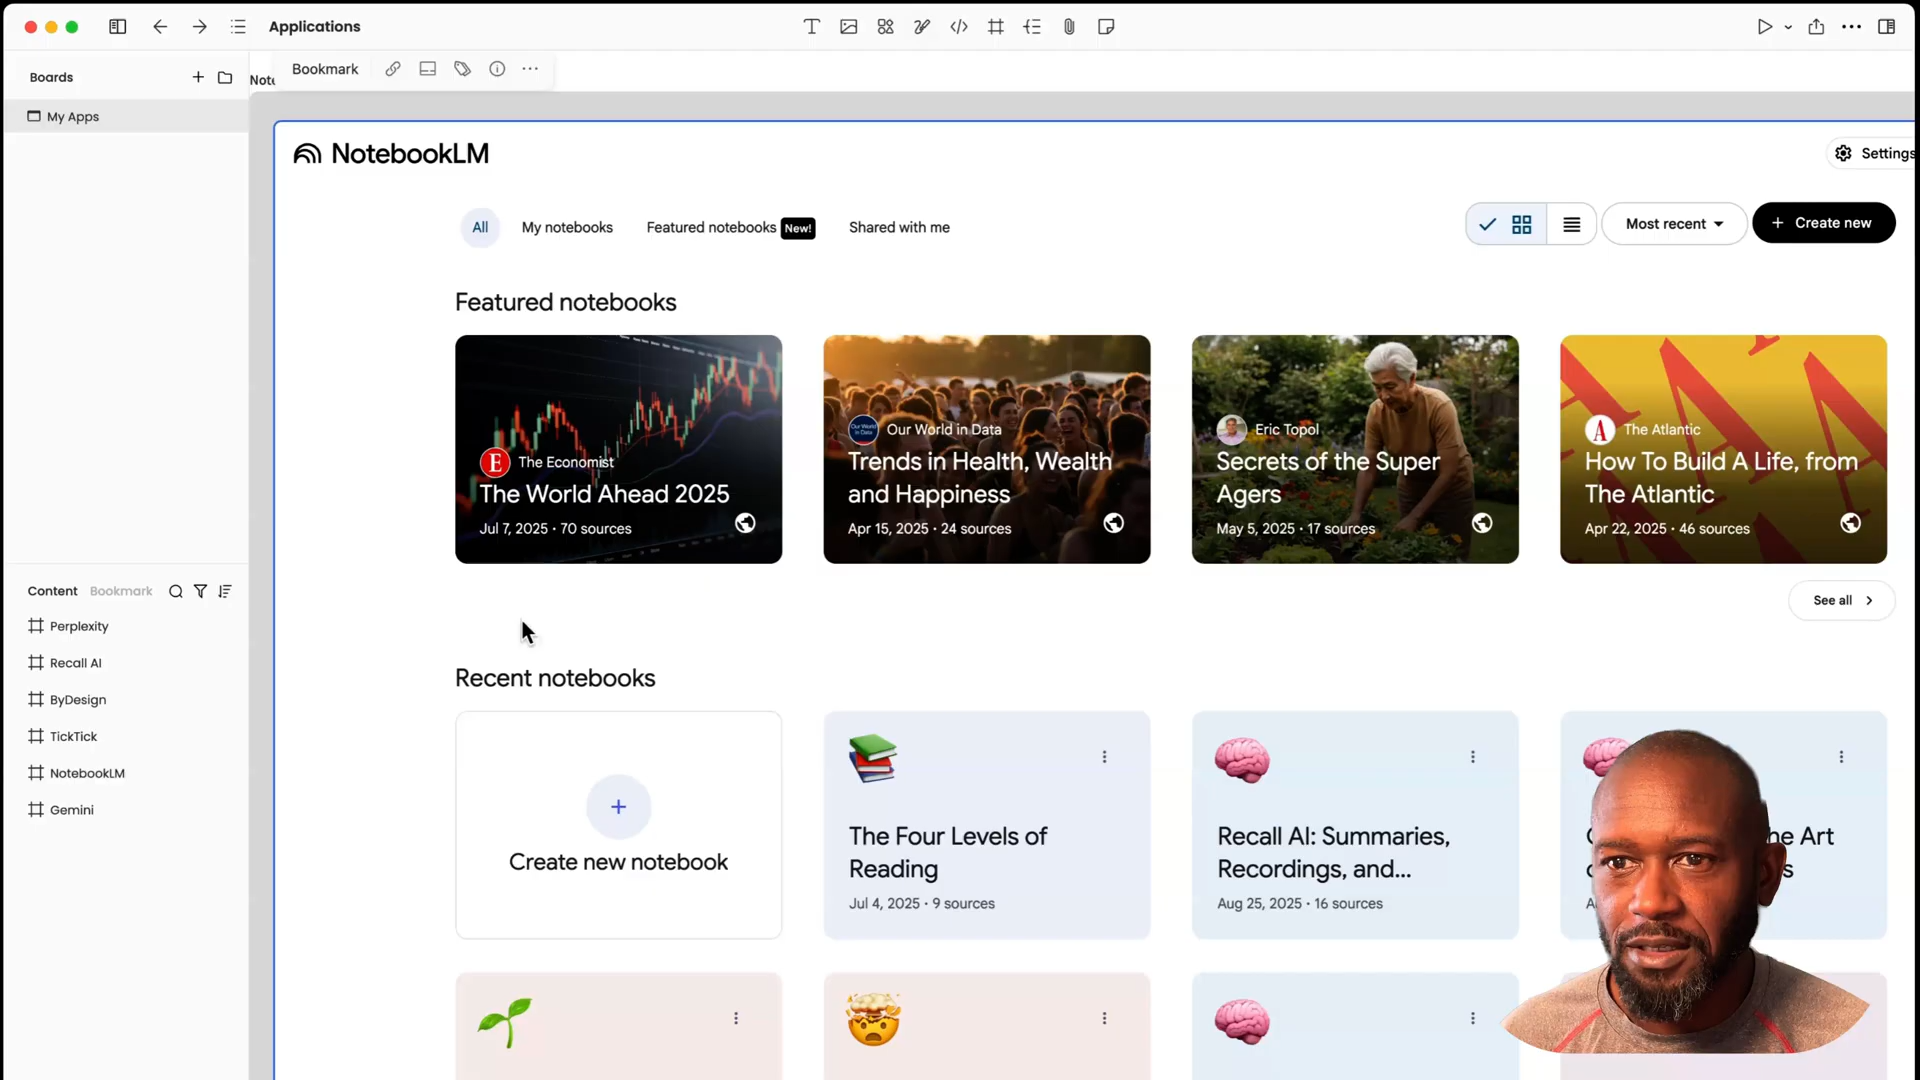 Applications
Boards
Note
Bookmark
My Apps
NotebookLM
Settings
All
My notebooks
Featured notebooks New!
Shared with me
Most recent
+ Create new
Featured notebooks
The Economist
The World Ahead 2025
Jul 7, 2025 • 70 sources
Our World in Data
Our World in Data
Trends in Health, Wealth
and Happiness
Apr 15, 2025 • 24 sources
Eric Topol
Secrets of the Super
Agers
May 5, 2025 • 17 sources
A The Atlantic
How To Build A Life, from
The Atlantic
Apr 22, 2025 • 46 sources
See all
Content Bookmark
Perplexity
Recall AI
ByDesign
TickTick
NotebookLM
Gemini
Recent notebooks
Create new notebook
The Four Levels of
Reading
Jul 4, 2025 • 9 sources
Recall AI: Summaries,
Recordings, and...
Aug 25, 2025 • 16 sources
Art